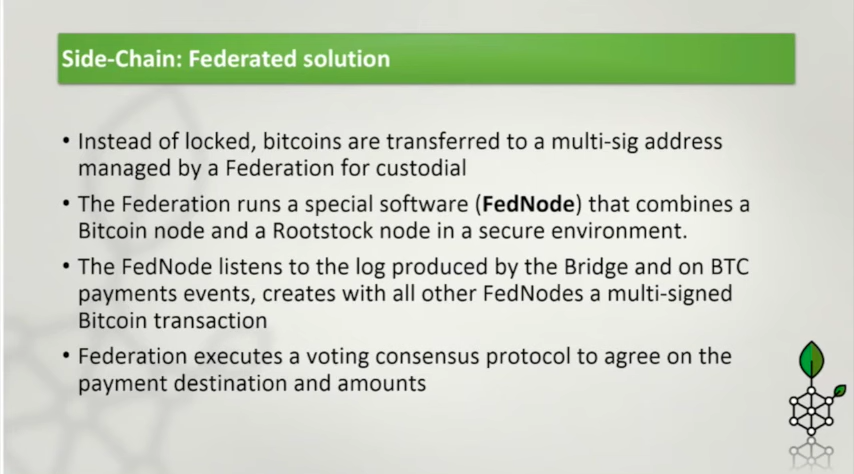 Side-Chain: Federated solution
• Instead of locked, bitcoins are transferred to a multi-sig address
managed by a Federation for custodial
• The Federation runs a special software (FedNode) that combines a
Bitcoin node and a Rootstock node in a secure environment.
• The FedNode listens to the log produced by the Bridge and on BTC
payments events, creates with all other FedNodes a multi-signed
Bitcoin transaction
• Federation executes a voting consensus protocol to agree on the
payment destination and amounts